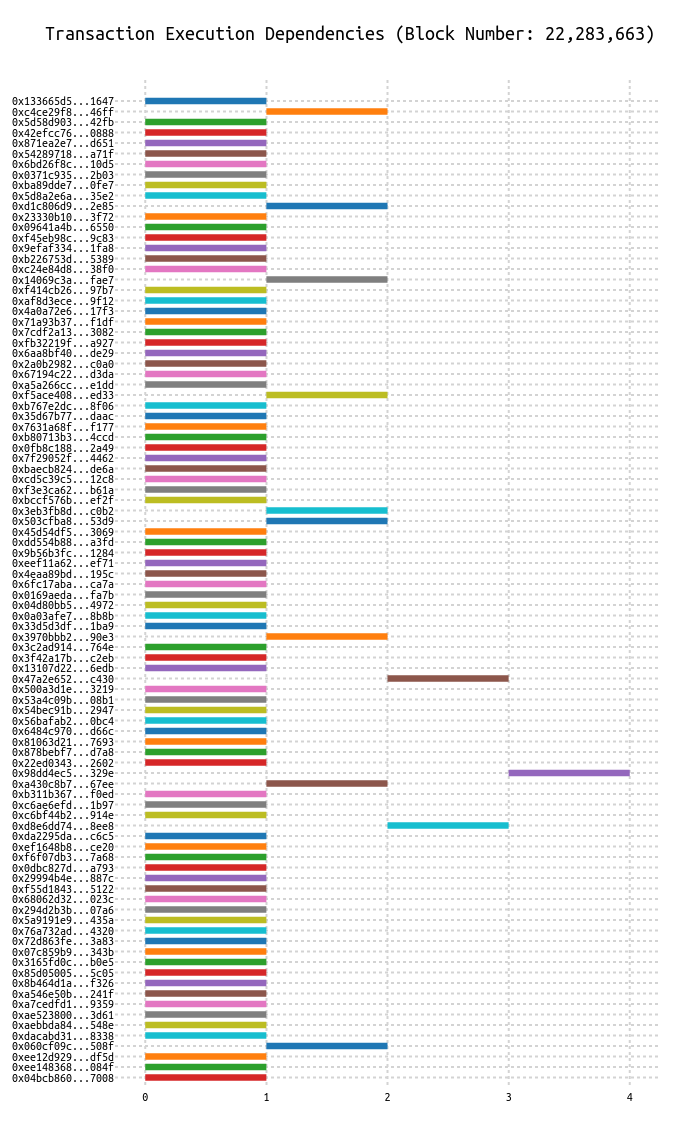 Transaction Execution Dependencies (Block Number: 22,283,663)
0x133665d5...1647
0xc4ce29f8...46ff
0x5d58d903...42fb
0x42efcc76...0888
0x871ea2e7...d651
0x54289718...a71f
0x6bd26f8c...10d5
0x0371c935...2b03
0xba89dde7...0fe7
0x5d8a2e6a...35e2
0xd1c806d9...2e85
0x23330b10...3f72
0x09641a4b...6550
0xf45eb98c...9c83
0x9efaf334...1fa8
0xb226753d...5389
0xc24e84d8...38f0
0x14069c3a...fae7
0xf414cb26...97b7
0xaf8d3ece...9f12
0x4a0a72e6...17f3
0x71a93b37...f1df
0x7cdf2a13...3082
0xfb32219f...a927
0x6aa8bf40...de29
0x2a0b2982...c0a0
0x67194c22...d3da
0xa5a266cc...e1dd
0xf5ace408...ed33
0xb767e2dc...8f06
0x35d67b77...daac
0x7631a68f...f177
0xb80713b3...4ccd
0x0fb8c188...2a49
0x7f29052f...4462
0xbaecb824...de6a
0xcd5c39c5...12c8
0xf3e3ca62...b61a
0xbccf576b...ef2f
0x3eb3fb8d...c0b2
0x503cfba8...53d9
0x45d54df5...3069
0xdd554b88...a3fd
0x9b56b3fc...1284
0xeef11a62...ef71
0x4eaa89bd...195c
0x6fc17aba...ca7a
0x0169aeda...fa7b
0x04d80bb5...4972
0x0a03afe7...8b8b
0x33d5d3df...1ba9
0x3970bbb2...90e3
0x3c2ad914...764e
0x3f42a17b...c2eb
0x13107d22...6edb
0x47a2e652...c430
0x500a3d1e...3219
0x53a4c09b...08b1
0x54bec91b...2947
0x56bafab2...0bc4
0x6484c970...d66c
0x81063d21...7693
0x878bebf7...d7a8
0x22ed0343...2602
0x98dd4ec5...329e
0xa430c8b7...67ee
0xb311b367...f0ed
0xc6ae6efd...1b97
0xc6bf44b2...914e
0xd8e6dd74...8ee8
0xda2295da...c6c5
0xef1648b8...ce20
0xf6f07db3...7a68
0x0dbc827d...a793
0x29994b4e...887c
0xf55d1843...5122
0x68062d32...023c
0x294d2b3b...07a6
0x5a9191e9...435a
0x76a732ad...4320
0x72d863fe...3a83
0x07c859b9...343b
0x3165fd0c...b0e5
0x85d05005...5c05
0x8b464d1a...f326
0xa546e50b...241f
0xa7cedfd1...9359
0xae523800...3d61
0xaebbda84...548e
0xdacabd31...8338
0x060cf09c...508f
0xee12d929...df5d
0xee148368...084f
0x04bcb860...7008
0 1 2 3 4